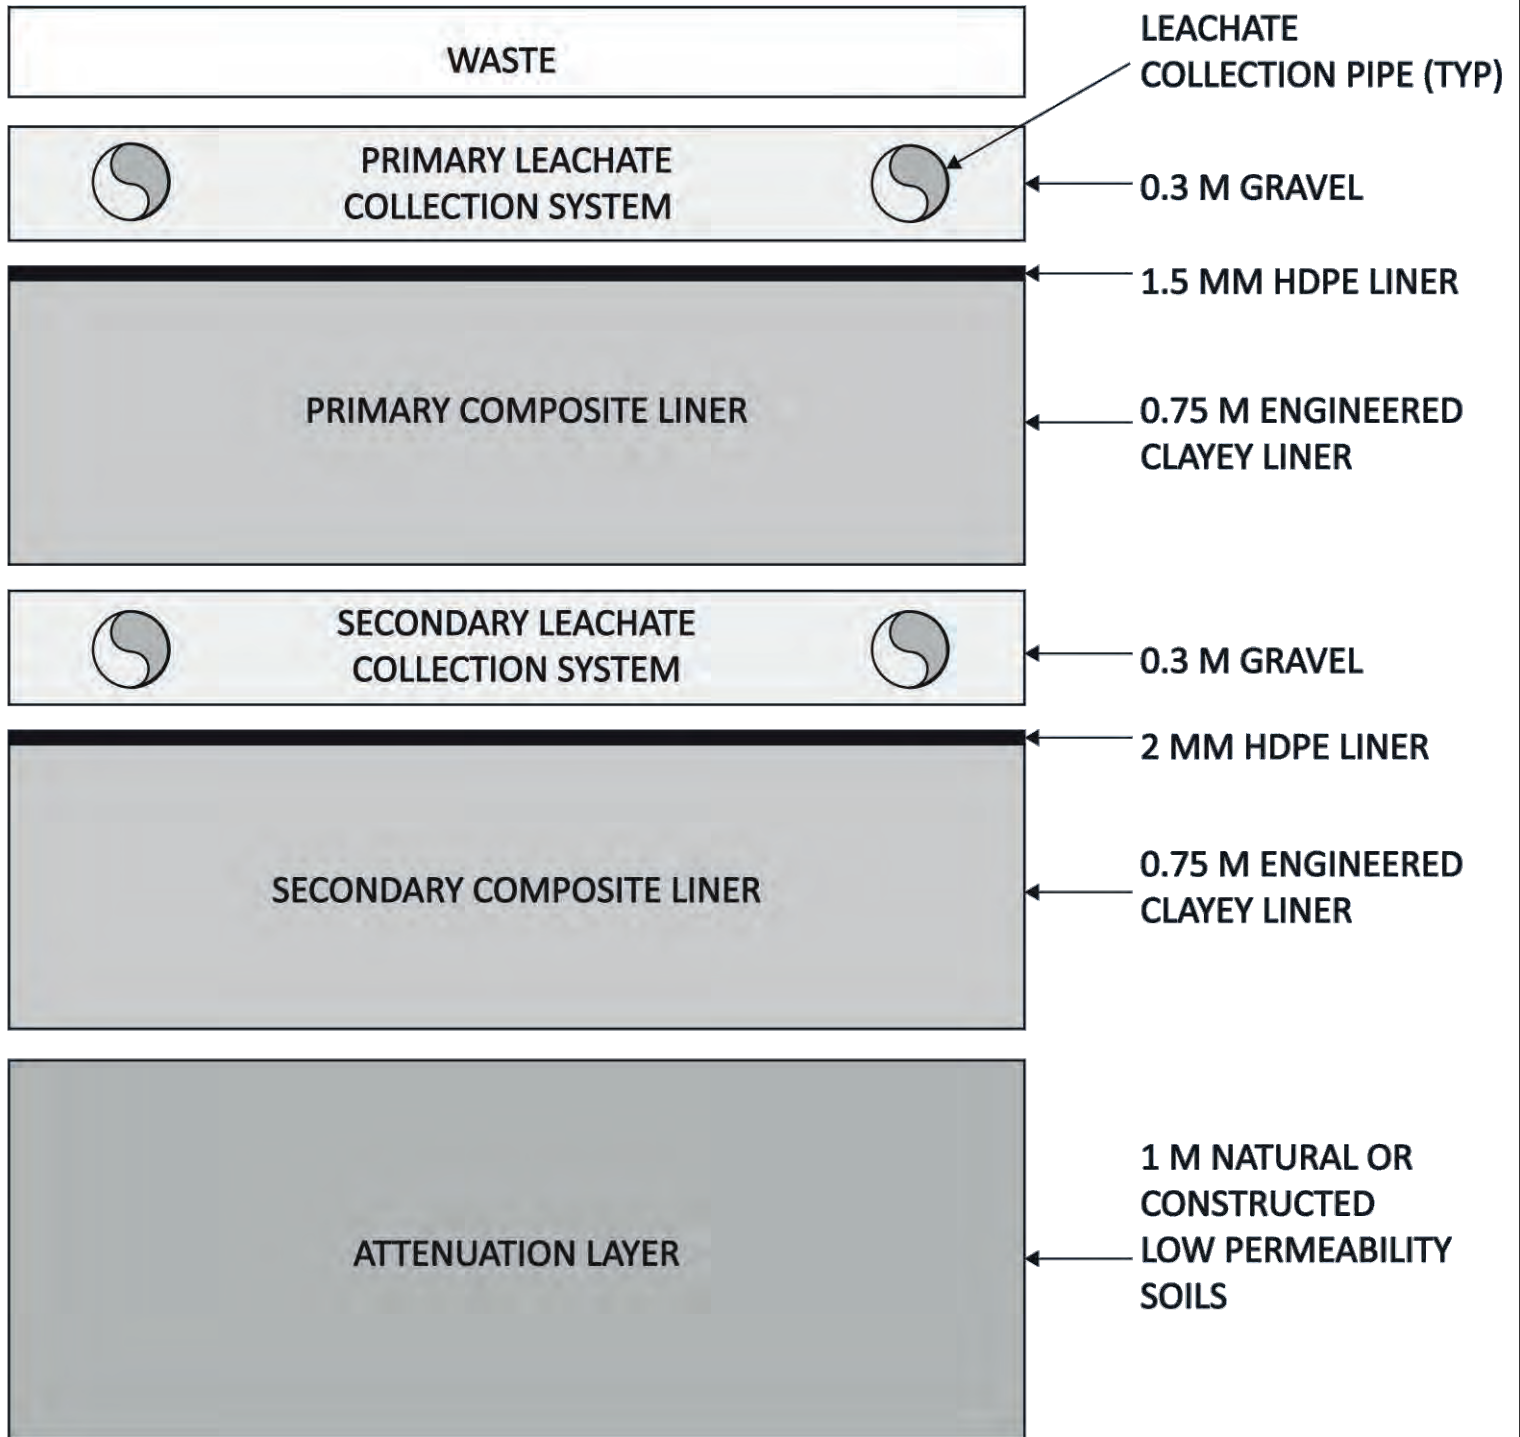 WASTE
LEACHATE
COLLECTION PIPE (TYP)
PRIMARY LEACHATE
COLLECTION SYSTEM
0.3 M GRAVEL
1.5 MM HDPE LINER
PRIMARY COMPOSITE LINER
0.75 M ENGINEERED
CLAYEY LINER
SECONDARY LEACHATE
COLLECTION SYSTEM
0.3 M GRAVEL
2 MM HDPE LINER
SECONDARY COMPOSITE LINER
0.75 M ENGINEERED
CLAYEY LINER
ATTENUATION LAYER
1 M NATURAL OR
CONSTRUCTED
LOW PERMEABILITY
SOILS